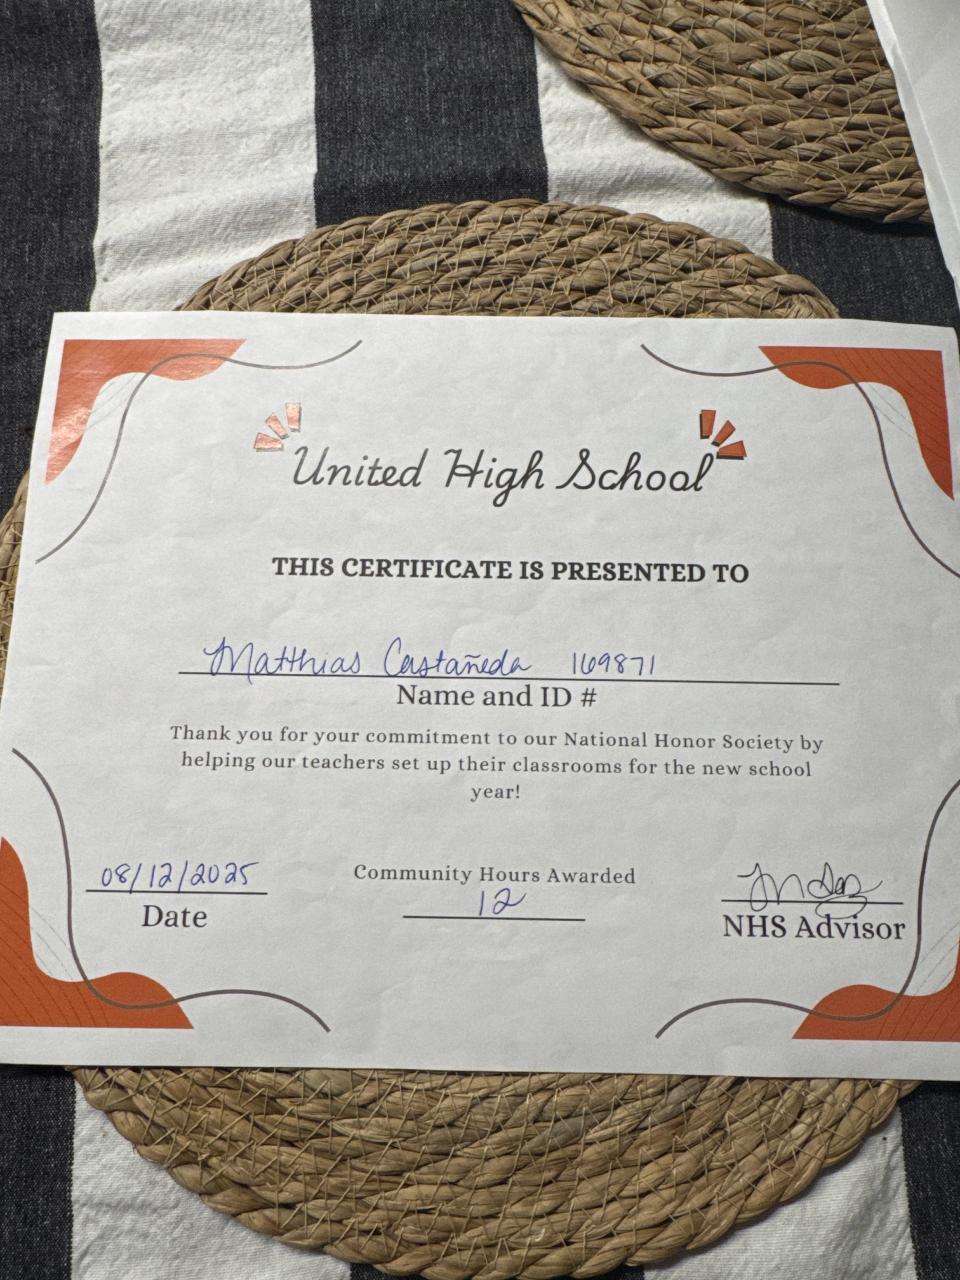 United High School
THIS CERTIFICATE IS PRESENTED TO
Matthias Castañeda 169871
Name and ID #
Thank you for your commitment to our National Honor Society by
helping our teachers set up their classrooms for the new school
year!
08/12/2025
Date
Community Hours Awarded
12
NHS Advisor